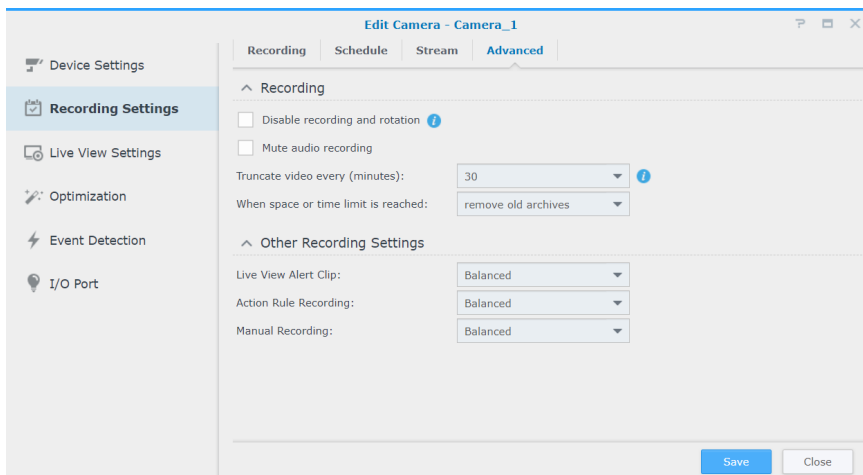 Edit Camera - Camera_1
Device Settings
Recording Settings
Live View Settings
Optimization
Event Detection
I/O Port
Recording Schedule Stream Advanced
Recording
Disable recording and rotation
Mute audio recording
Truncate video every (minutes): 30
When space or time limit is reached: remove old archives
Other Recording Settings
Live View Alert Clip: Balanced
Action Rule Recording: Balanced
Manual Recording: Balanced
Save Close